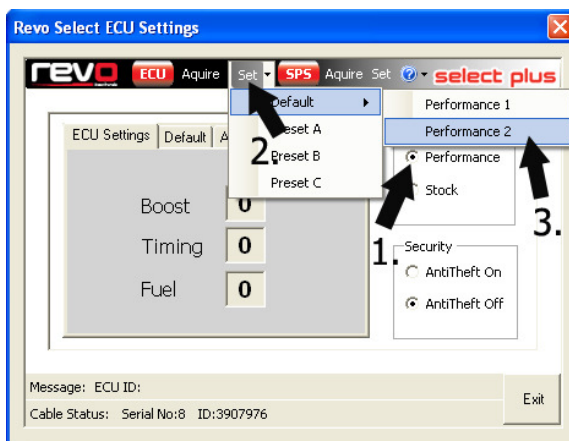 Revo Select ECU Settings
revo ECU Aquire Set SPS Aquire Set ? select plus
Default
Preset A
Preset B
Preset C
Performance 1
Performance 2
ECU Settings Default A
Boost 0
Timing 0
Fuel 0
Performance
Stock
Security
AntiTheft On
AntiTheft Off
1.
2.
3.
Message: ECU ID:
Cable Status: Serial No:8 ID:3907976
Exit